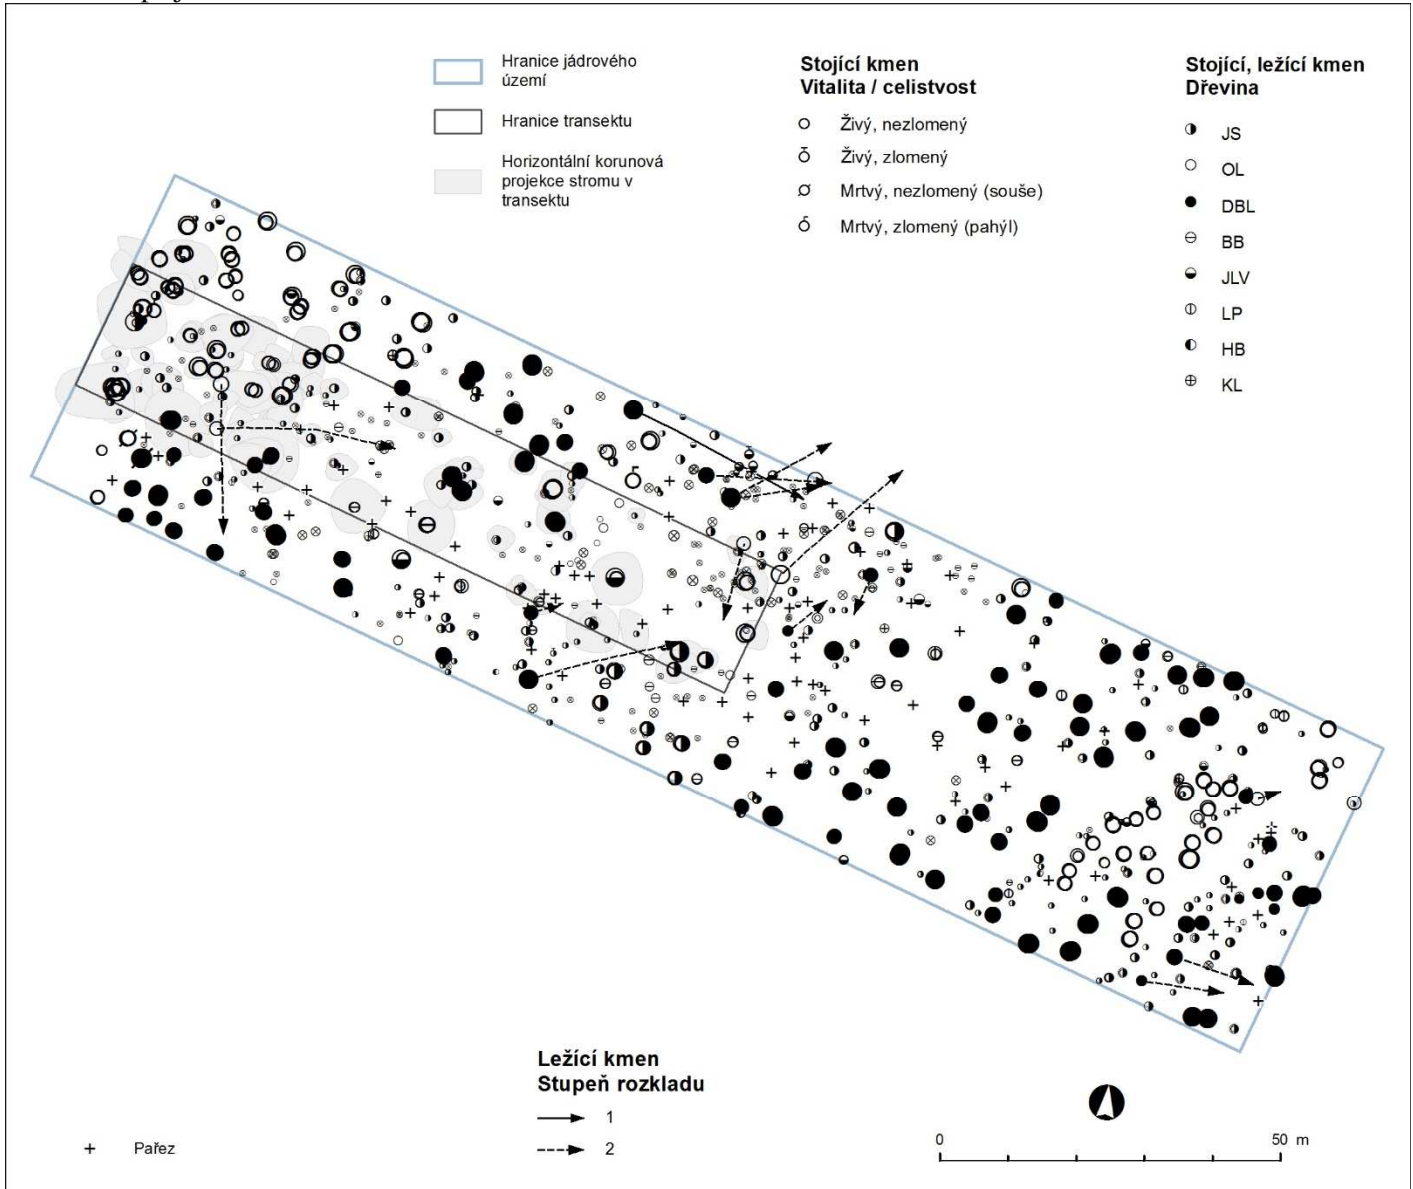 Hranice jádrového
území
Hranice transektu
Horizontální korunová
projekce stromu v
transektu
Stojící kmen
Vitalita / celistvost
Živý, nezlomený
Živý, zlomený
Mrtvý, nezlomený (souše)
Mrtvý, zlomený (pahýl)
Stojící, ležící kmen
Dřevina
JS
OL
DBL
BB
JLV
LP
HB
KL
Ležící kmen
Stupeň rozkladu
1
2
Pařez
0 50 m